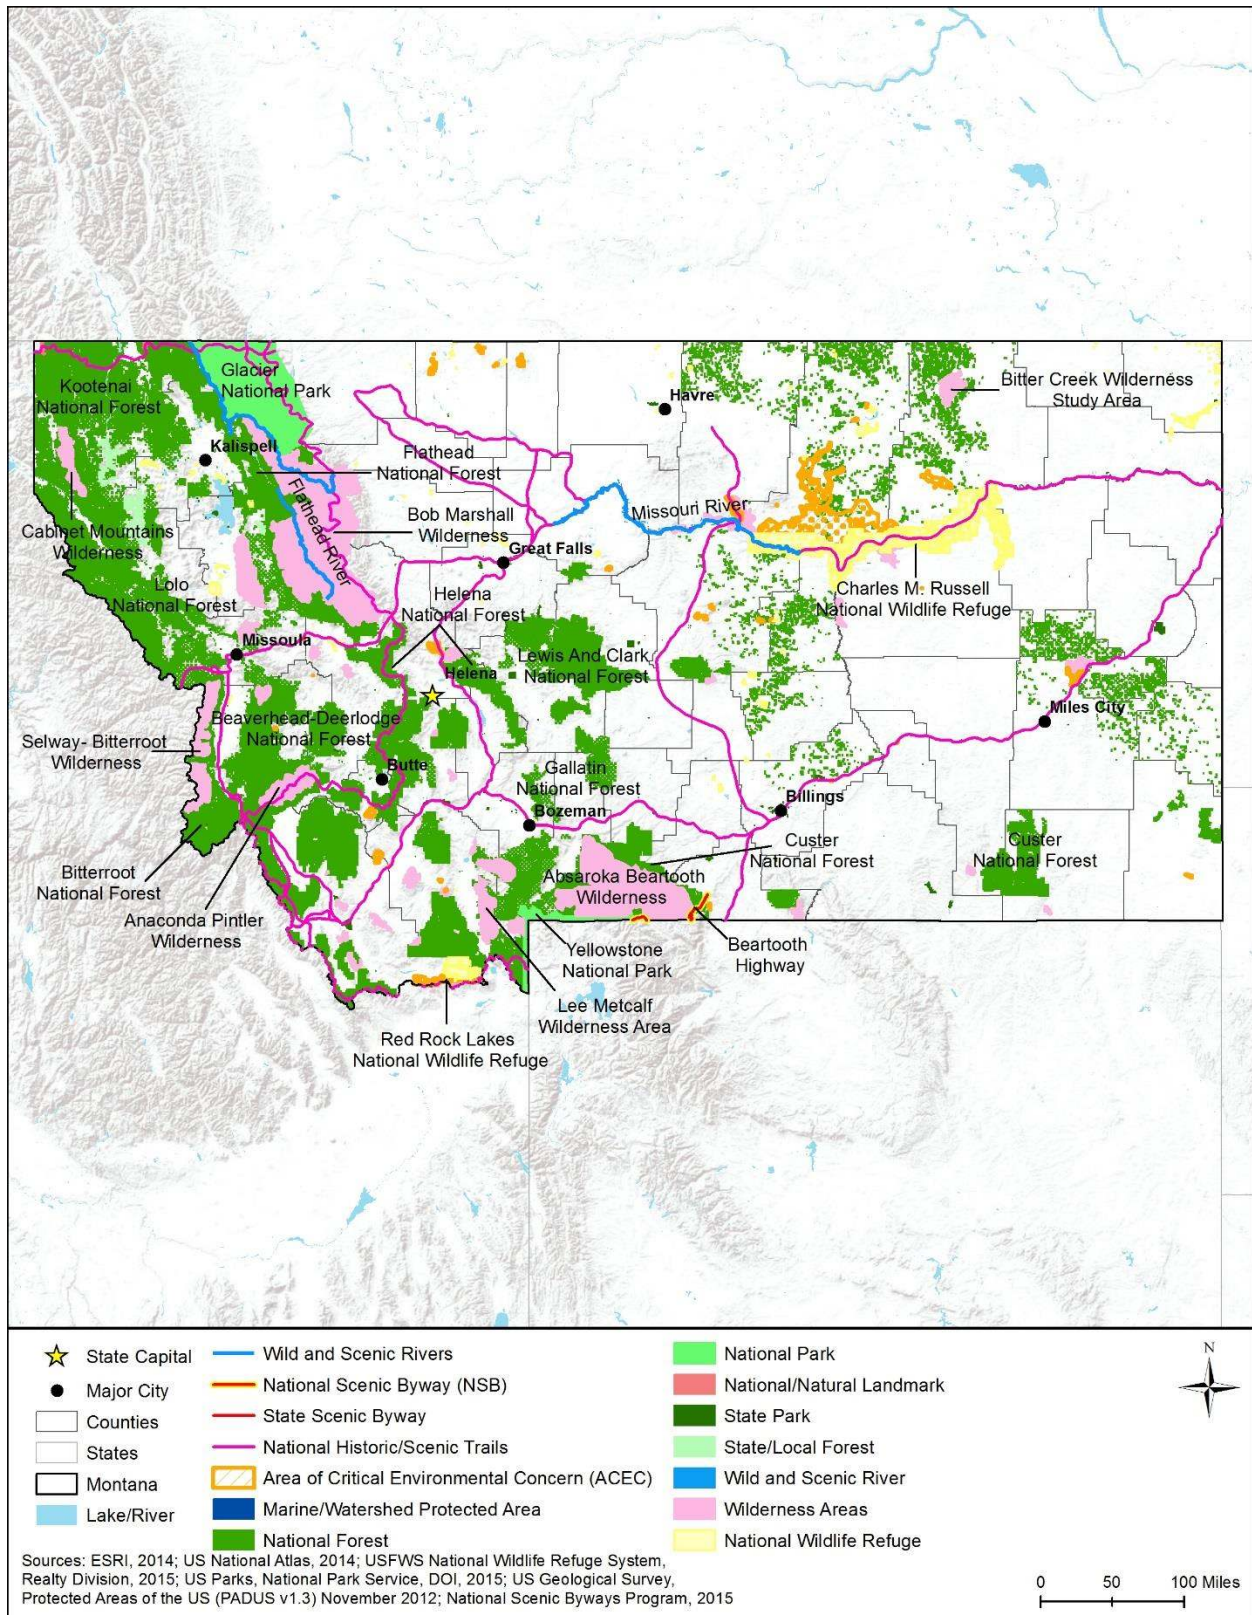 Glacier
National Park
Kootenai
National Forest
Havre
Bitter Creek Wilderness
Study Area
Kalispell
Flathead
National Forest
Flathead River
Missouri River
Bob Marshall
Wilderness
Cabinet Mountains
Wilderness
Great Falls
Lolo
National Forest
Helena
National Forest
Charles M. Russell
National Wildlife Refuge
Missoula
Helena
Lewis And Clark
National Forest
Miles City
Beaverhead-Deerlodge
National Forest
Selway- Bitterroot
Wilderness
Butte
Gallatin
National Forest
Billings
Bozeman
Custer
National Forest
Custer
National Forest
Bitterroot
National Forest
Absaroka Beartooth
Wilderness
Anaconda Pintler
Wilderness
Yellowstone
National Park
Beartooth
Highway
Lee Metcalf
Wilderness Area
Red Rock Lakes
National Wildlife Refuge
State Capital
Major City
Counties
States
Montana
Lake/River
Wild and Scenic Rivers
National Scenic Byway (NSB)
State Scenic Byway
National Historic/Scenic Trails
Area of Critical Environmental Concern (ACEC)
Marine/Watershed Protected Area
National Forest
National Park
National/Natural Landmark
State Park
State/Local Forest
Wild and Scenic River
Wilderness Areas
National Wildlife Refuge
N
Sources: ESRI, 2014; US National Atlas, 2014; USFWS National Wildlife Refuge System,
Realty Division, 2015; US Parks, National Park Service, DOI, 2015; US Geological Survey,
Protected Areas of the US (PADUS v1.3) November 2012; National Scenic Byways Program, 2015
0 50 100 Miles